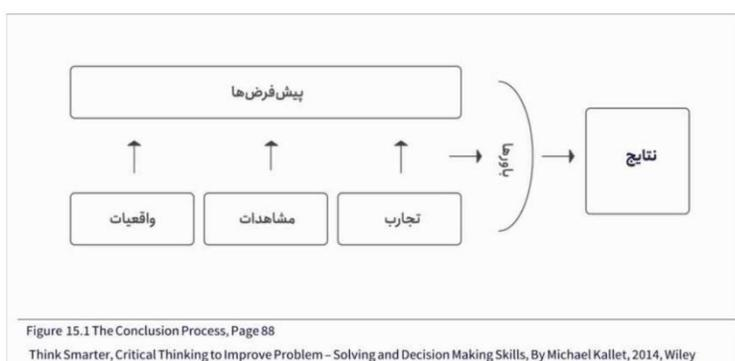 پیش‌فرض‌ها
باورها
نتایج
واقعیات
مشاهدات
تجارب
Figure 15.1 The Conclusion Process, Page 88
Think Smarter, Critical Thinking to Improve Problem – Solving and Decision Making Skills, By Michael Kallet, 2014, Wiley